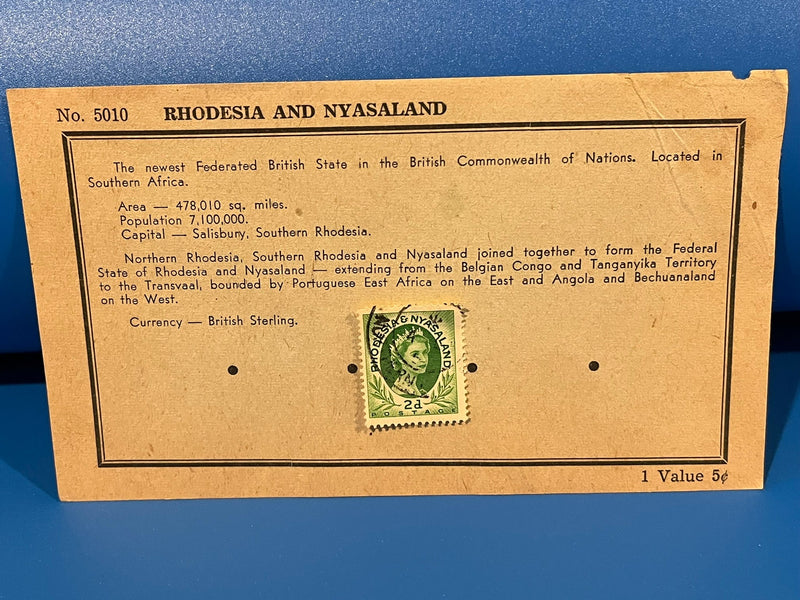 No. 5010 RHODESIA AND NYASALAND
The newest Federated British State in the British Commonwealth of Nations. Located in
Southern Africa.
Area — 478,010 sq. miles.
Population 7,100,000.
Capital — Salisbury, Southern Rhodesia.
Northern Rhodesia, Southern Rhodesia and Nyasaland joined together to form the Federal
State of Rhodesia and Nyasaland — extending from the Belgian Congo and Tanganyika Territory
to the Transvaal, bounded by Portuguese East Africa on the East and Angola and Bechuanaland
on the West.
Currency — British Sterling.
RHODESIA & NYASALAND
2d
POSTAGE
1 Value 5¢